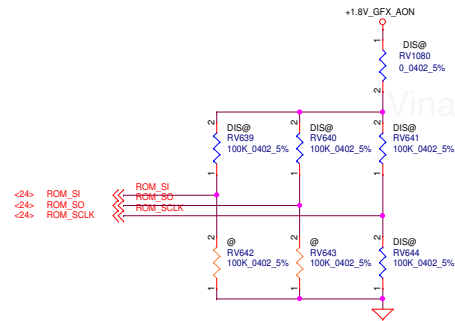 +1.8V_GFX_AON
1
DIS@
RV1080
0_0402_5%
2
Vina
2
DIS@
RV639
100K_0402_5%
1
2
DIS@
RV640
100K_0402_5%
1
2
DIS@
RV641
100K_0402_5%
1
<24> ROM_SI
ROM_SI
<24> ROM_SO
ROM_SO
<24> ROM_SCLK
ROM_SCLK
2
@
RV642
100K_0402_5%
1
2
@
RV643
100K_0402_5%
1
2
DIS@
RV644
100K_0402_5%
1